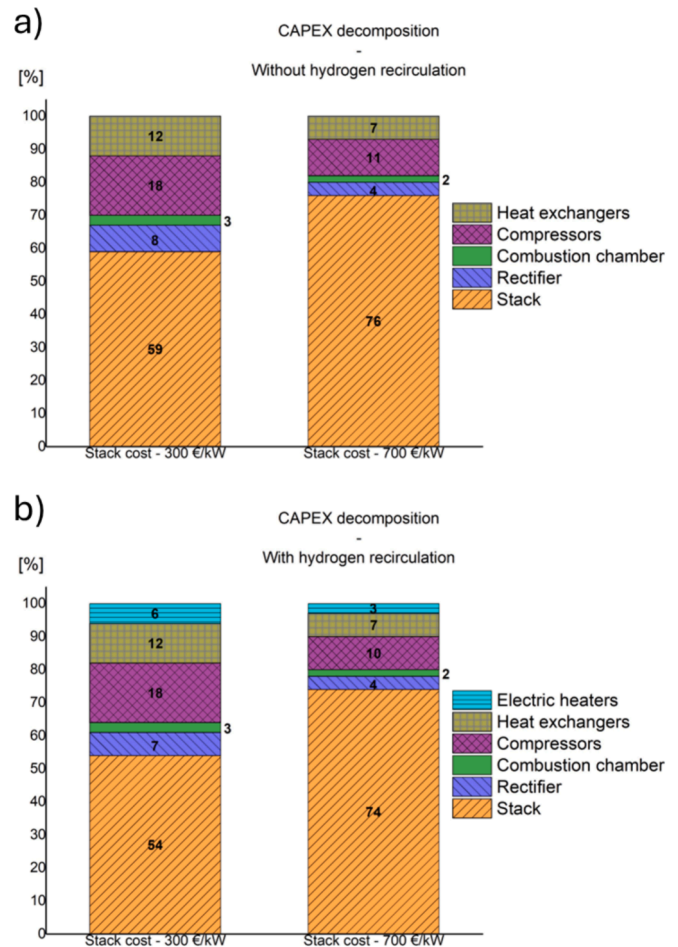 a)
CAPEX decomposition
-
Without hydrogen recirculation
[%]
100
90
80
70
60
50
40
30
20
10
0
12
18
3
8
59
7
11
2
4
76
Heat exchangers
Compressors
Combustion chamber
Rectifier
Stack
Stack cost - 300 €/kW
Stack cost - 700 €/kW
b)
CAPEX decomposition
-
With hydrogen recirculation
[%]
100
90
80
70
60
50
40
30
20
10
0
6
12
18
3
7
54
3
7
10
2
4
74
Electric heaters
Heat exchangers
Compressors
Combustion chamber
Rectifier
Stack
Stack cost - 300 €/kW
Stack cost - 700 €/kW